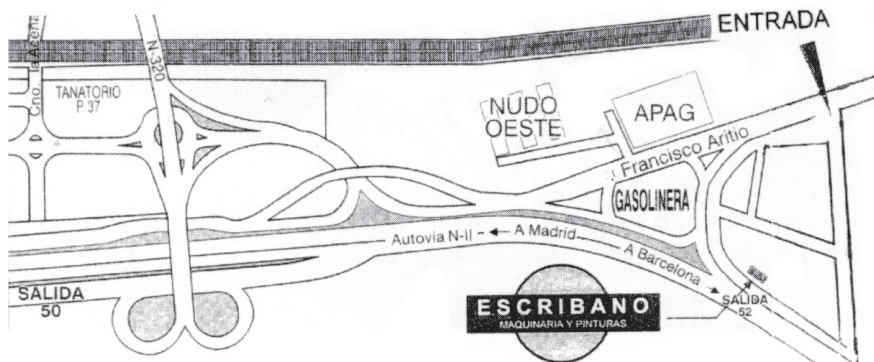 ENTRADA
Cno. la Acena
N-320
TANATORIO
P 37
NUDO
OESTE
APAG
Francisco Aritio
GASOLINERA
Autovia N-II
A Madrid
A Barcelona
SALIDA
50
ESCRIBANO
MAQUINARIA Y PINTURAS
SALIDA
52